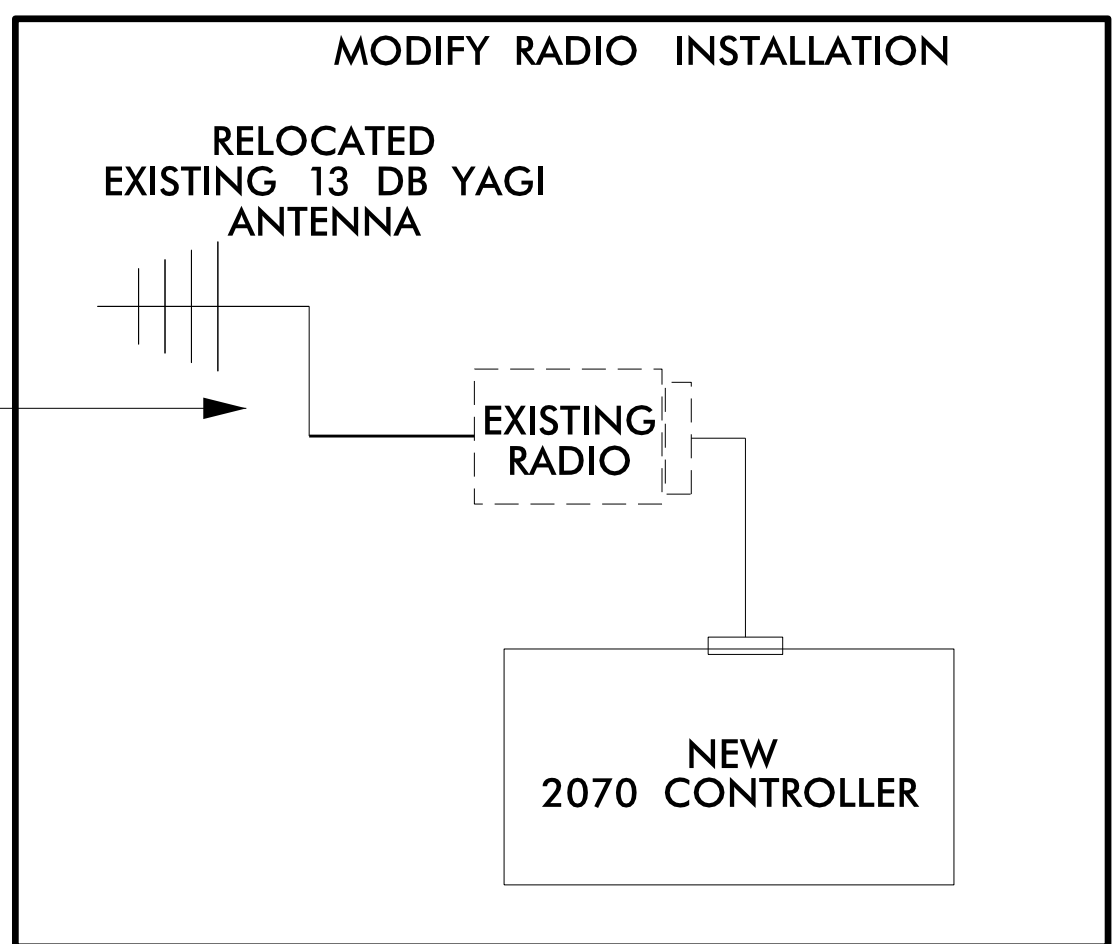 MODIFY RADIO INSTALLATION
RELOCATED
EXISTING 13 DB YAGI
ANTENNA
EXISTING
RADIO
NEW
2070 CONTROLLER